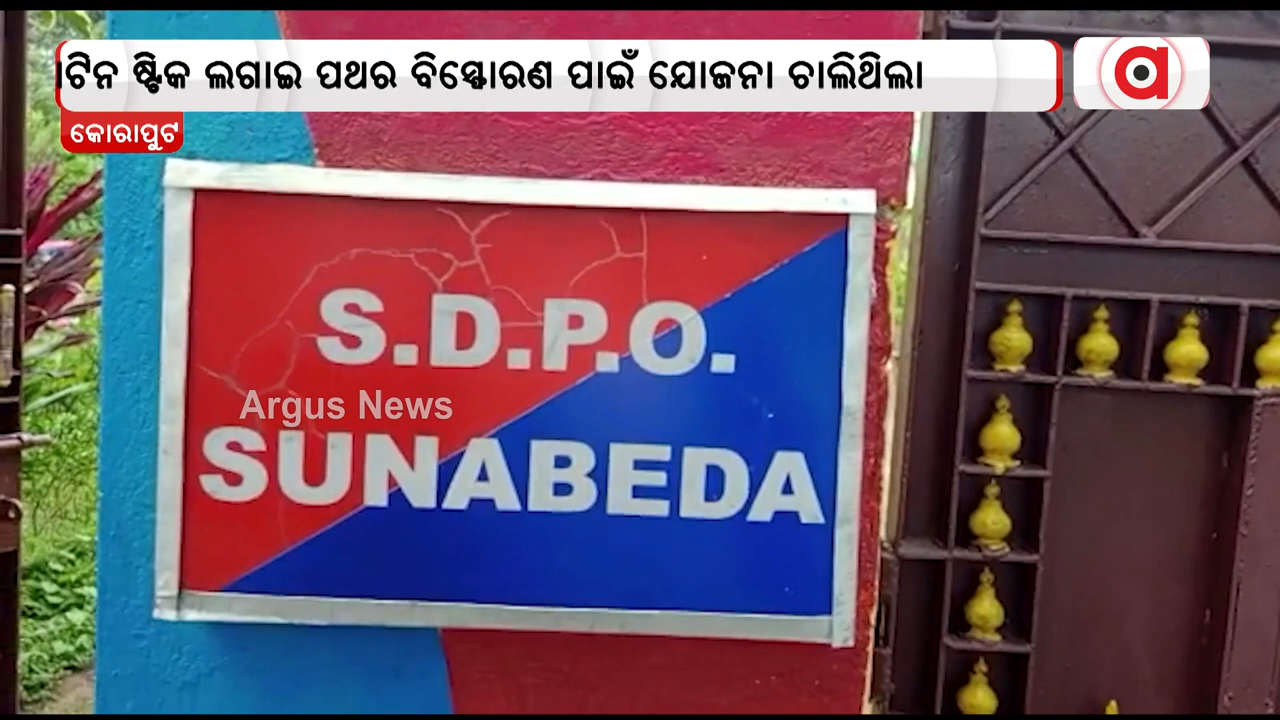 ଟିନ ଷ୍ଟିକ ଲଗାଇ ପଥର ବିସ୍ଫୋରଣ ପାଇଁ ଯୋଜନା ଚାଲିଥିଲା
a
କୋରାପୁଟ
S.D.P.O.
Argus News
SUNABEDA